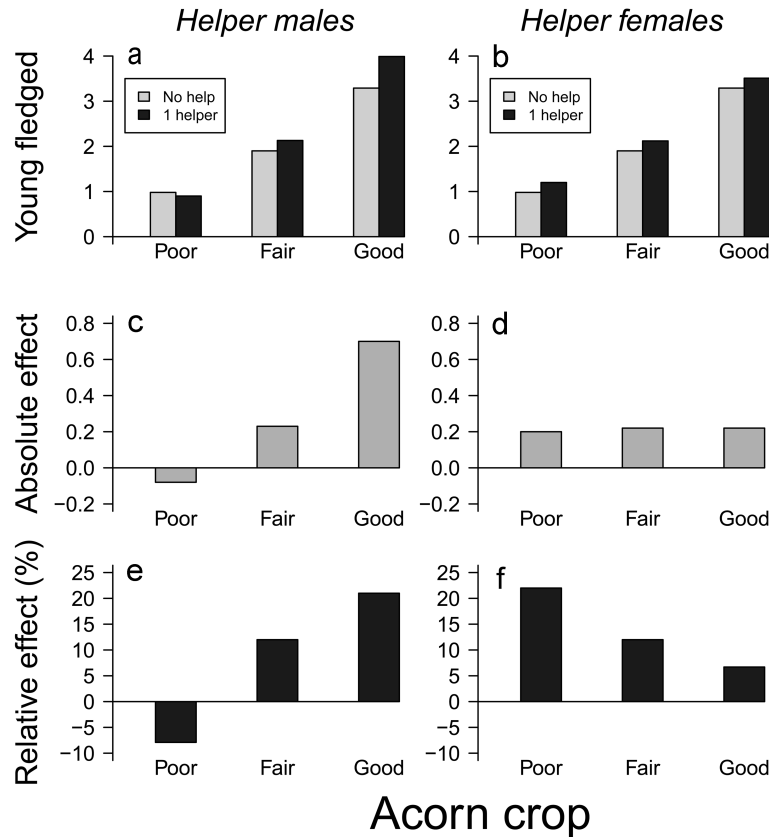 Helper males
Helper females
Young fledged
a
No help
1 helper
4
3
2
1
0
Poor Fair Good
b
No help
1 helper
4
3
2
1
0
Poor Fair Good
Absolute effect
c
0.8
0.6
0.4
0.2
0.0
−0.2
Poor Fair Good
d
0.8
0.6
0.4
0.2
0.0
−0.2
Poor Fair Good
Relative effect (%)
e
25
20
15
10
5
0
−5
−10
Poor Fair Good
f
25
20
15
10
5
0
−5
−10
Poor Fair Good
Acorn crop